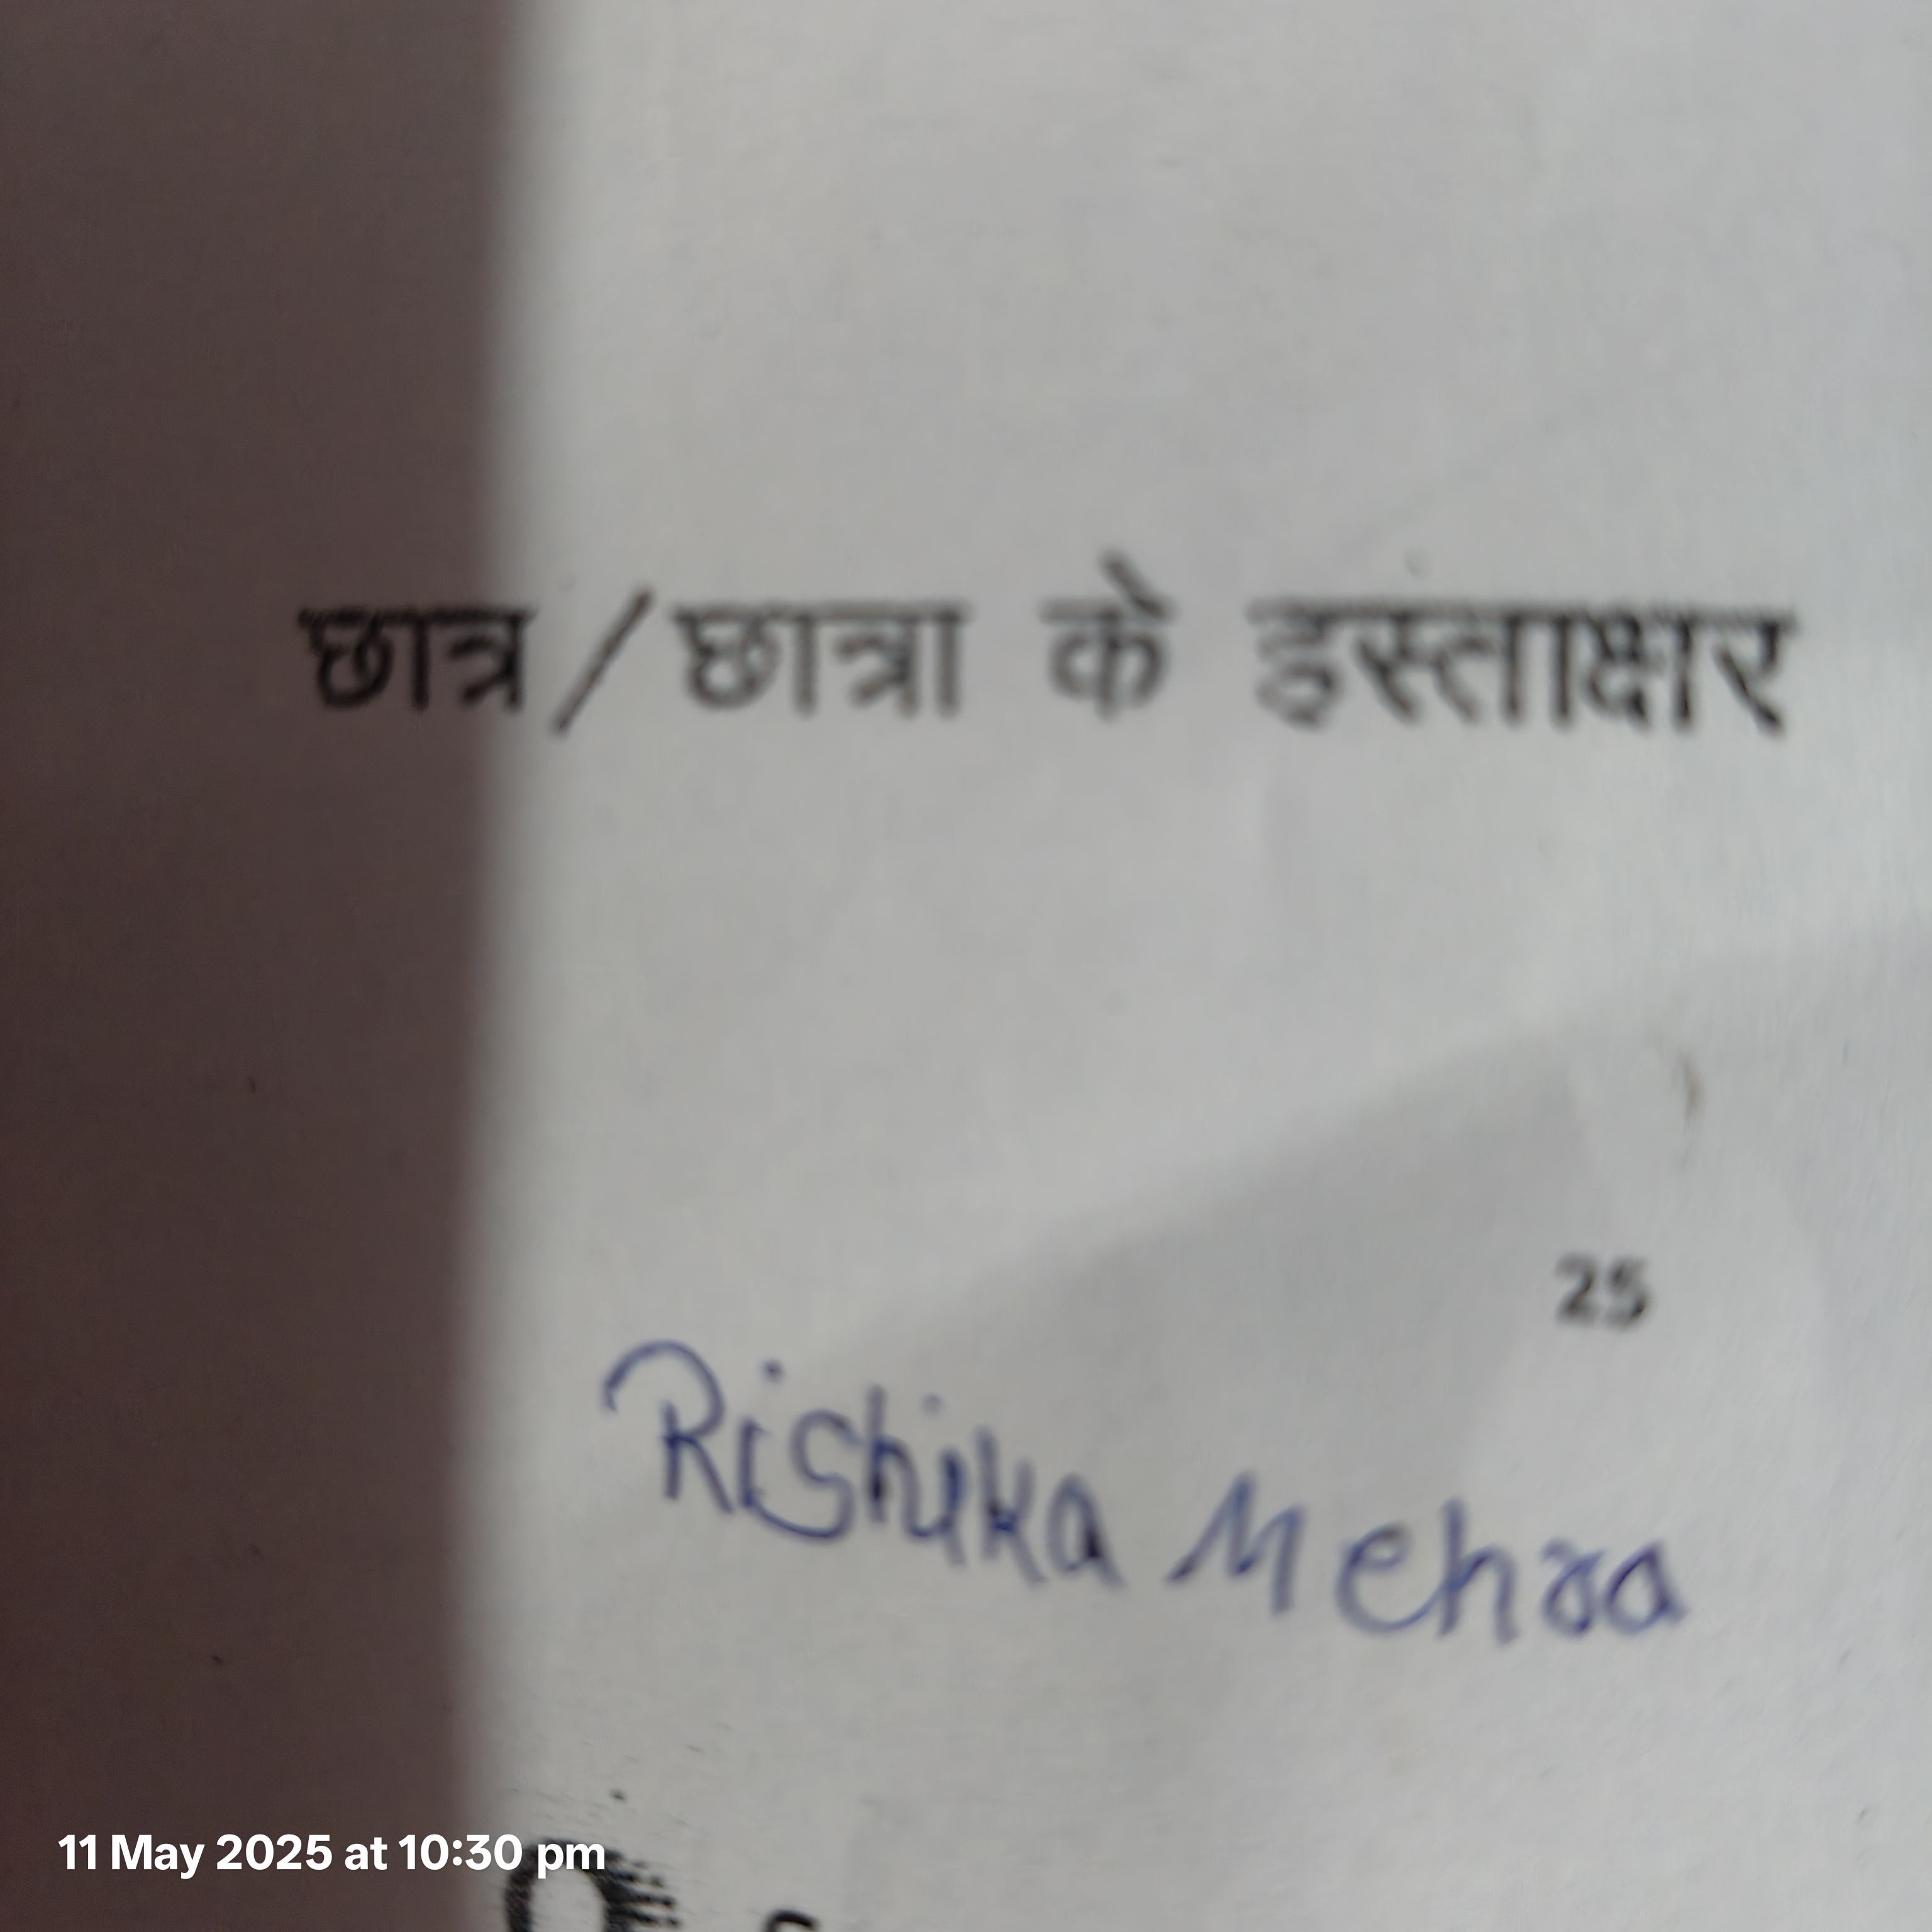 छात्र/छात्रा के हस्ताक्षर
25
Rishika Mehra
11 May 2025 at 10:30 pm